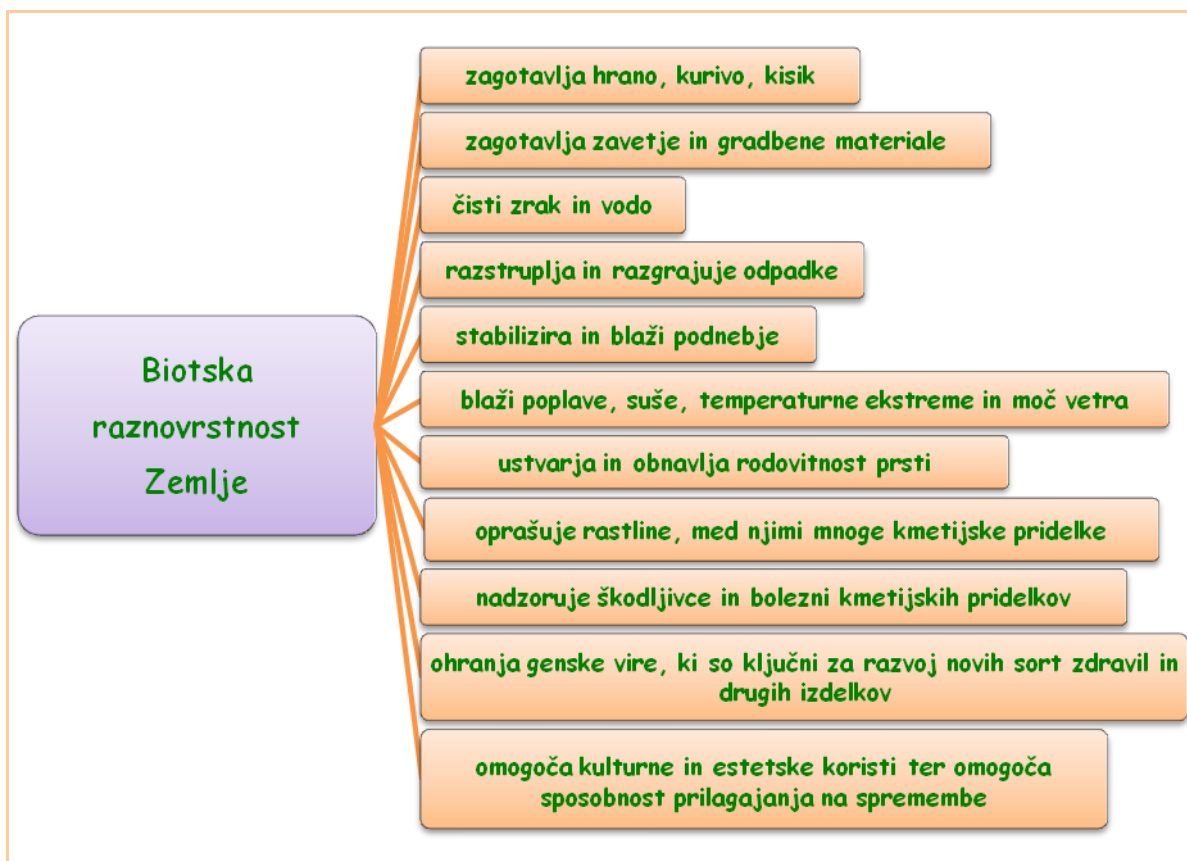 Biotska
raznovrstnost
Zemlje
zagotavlja hrano, kurivo, kisik
zagotavlja zavetje in gradbene materiale
čisti zrak in vodo
razstruplja in razgrajuje odpadke
stabilizira in blaži podnebje
blaži poplave, suše, temperaturne ekstreme in moč vetra
ustvarja in obnavlja rodovitnost prsti
oprašuje rastline, med njimi mnoge kmetijske pridelke
nadzoruje škodljivce in bolezni kmetijskih pridelkov
ohranja genske vire, ki so ključni za razvoj novih sort zdravil in
drugih izdelkov
omogoča kulturne in estetske koristi ter omogoča
sposobnost prilagajanja na spremembe